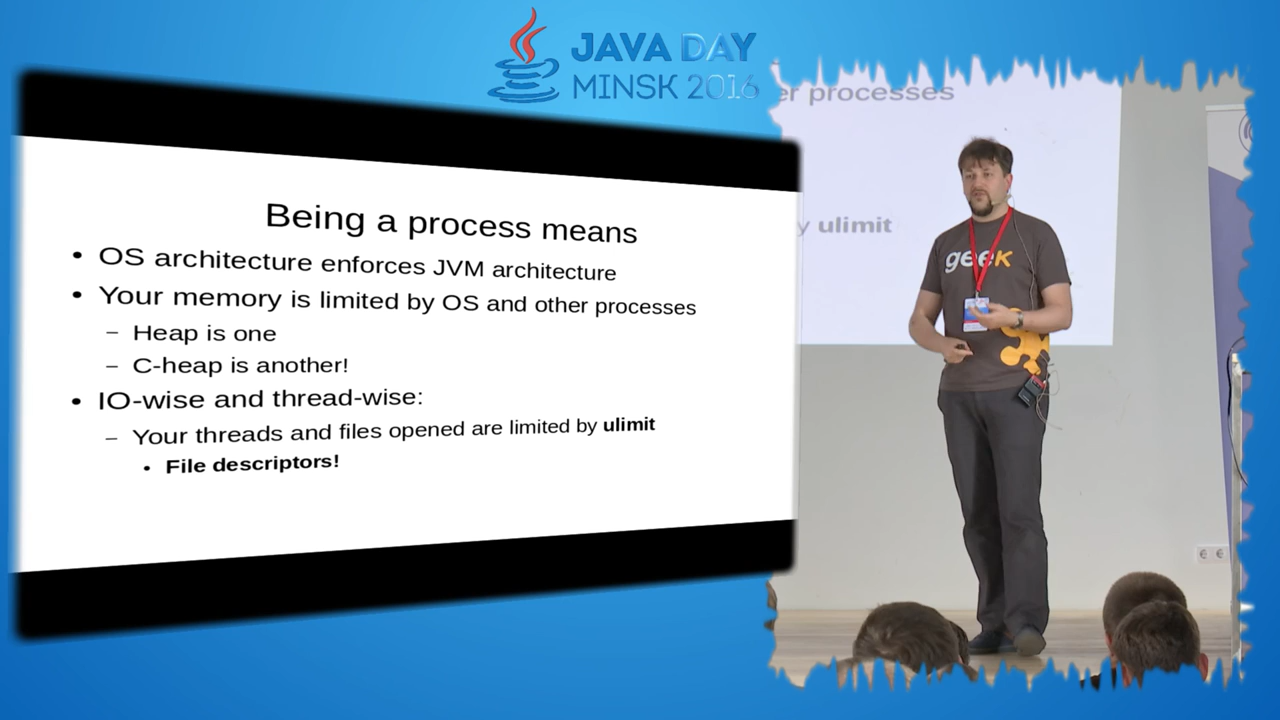 JAVA DAY
MINSK 2016
Being a process means
• OS architecture enforces JVM architecture
• Your memory is limited by OS and other processes
– Heap is one
– C-heap is another!
• IO-wise and thread-wise:
– Your threads and files opened are limited by ulimit
• File descriptors!
er processes
y ulimit
geek